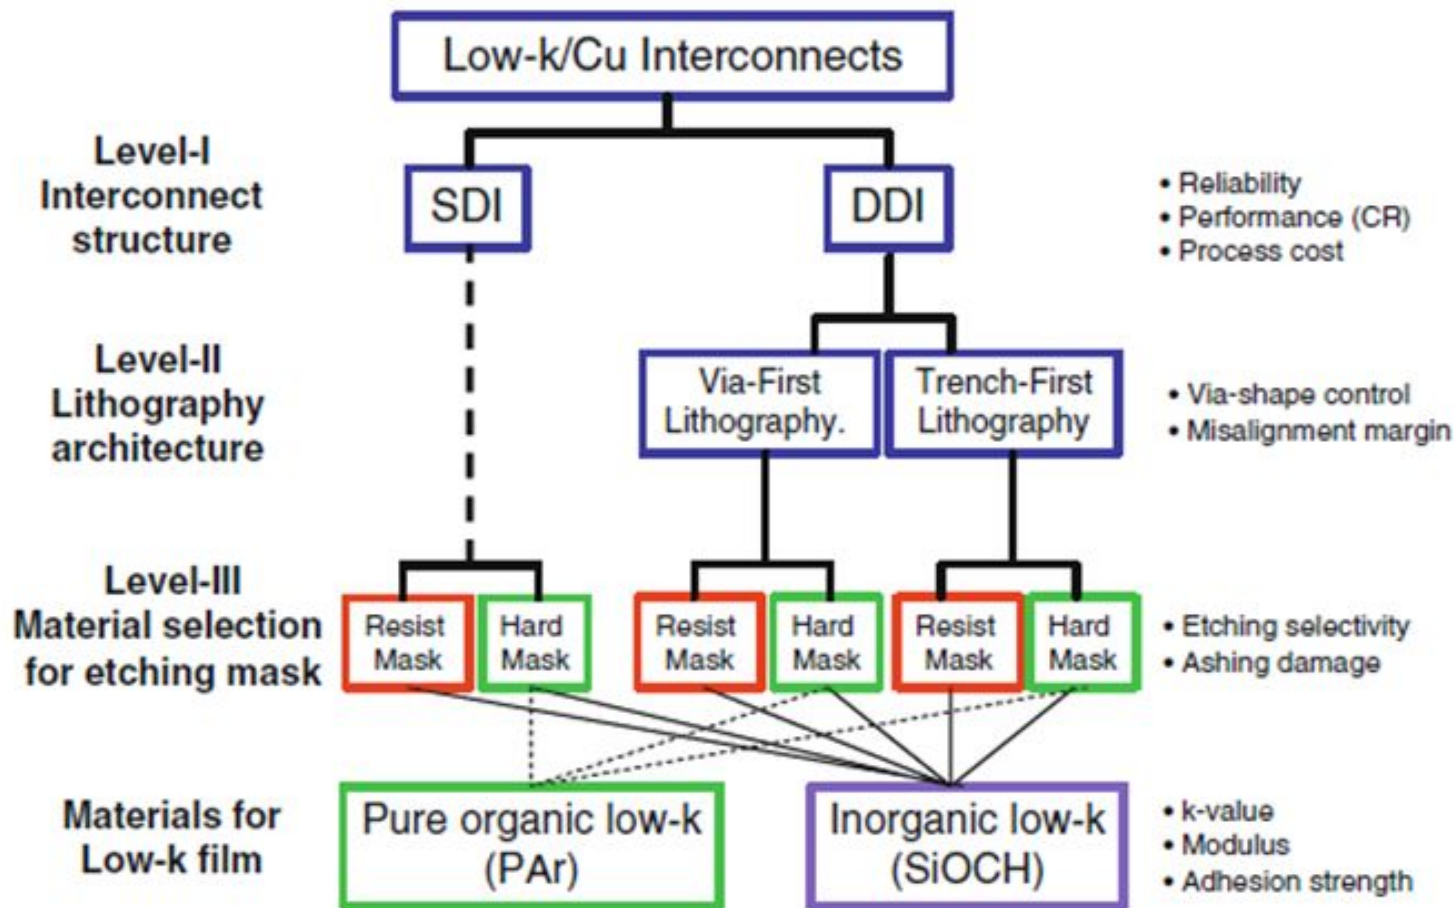 Low-k/Cu Interconnects
Level-I
Interconnect
structure
SDI
DDI
• Reliability
• Performance (CR)
• Process cost
Level-II
Lithography
architecture
Via-First
Lithography.
Trench-First
Lithography
• Via-shape control
• Misalignment margin
Level-III
Material selection
for etching mask
Resist
Mask
Hard
Mask
Resist
Mask
Hard
Mask
Resist
Mask
Hard
Mask
• Etching selectivity
• Ashing damage
Materials for
Low-k film
Pure organic low-k
(PAr)
Inorganic low-k
(SiOCH)
• k-value
• Modulus
• Adhesion strength